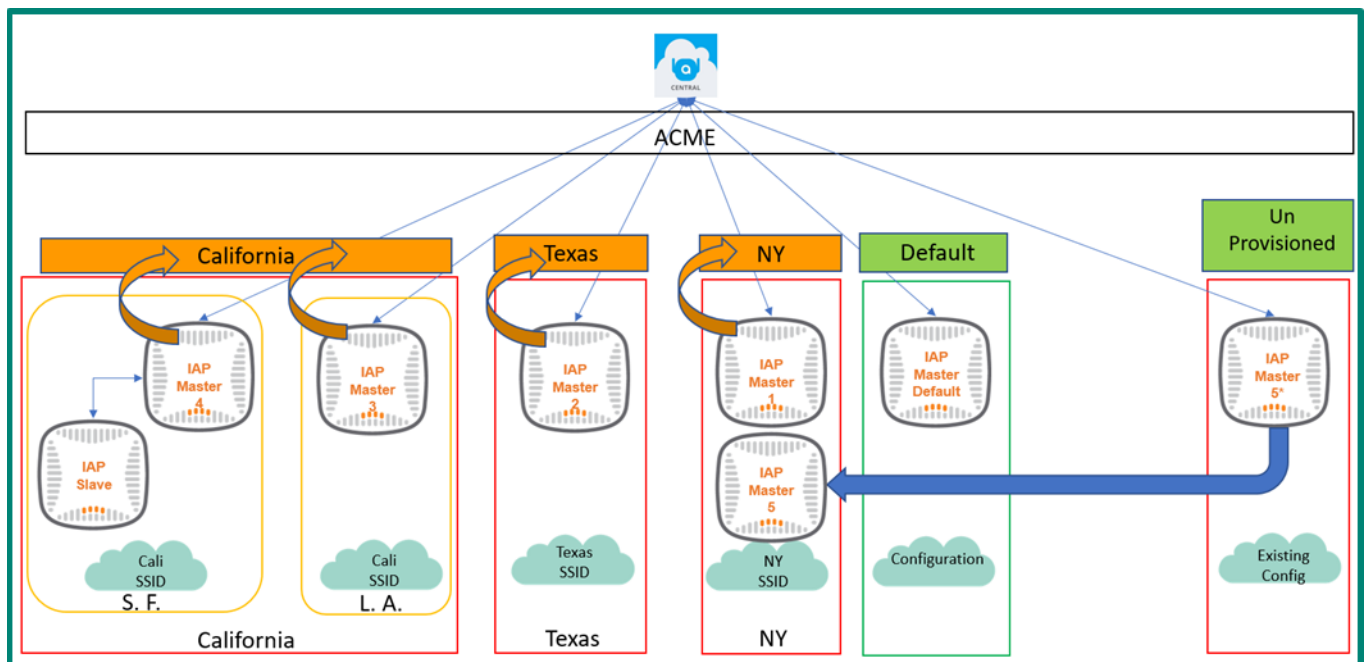 CENTRAL
ACME
California
Texas
NY
Default
Un
Provisioned
IAP
Master
4
IAP
Slave
Cali
SSID
S. F.
IAP
Master
3
Cali
SSID
L. A.
California
IAP
Master
2
Texas
SSID
Texas
IAP
Master
1
IAP
Master
5
NY
SSID
NY
IAP
Master
Default
Configuration
IAP
Master
5*
Existing
Config